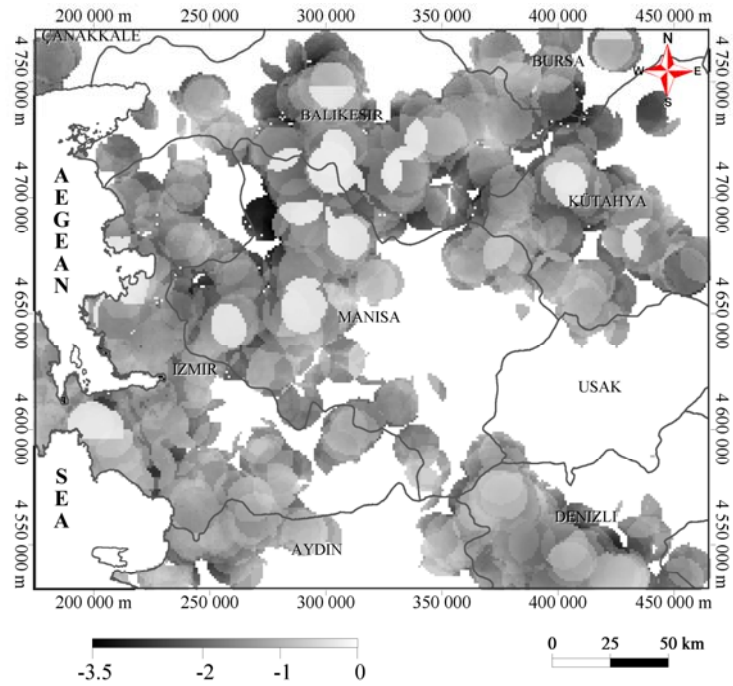 200 000 m 250 000 m 300 000 m 350 000 m 400 000 m 450 000 m
ÇANAKKALE
BURSA
N
W E
S
BALIKESIR
KÜTAHYA
MANISA
IZMIR
USAK
DENIZLI
AYDIN
AEGEAN
SEA
4 750 000 m
4 700 000 m
4 650 000 m
4 600 000 m
4 550 000 m
4 750 000 m
4 700 000 m
4 650 000 m
4 600 000 m
4 550 000 m
200 000 m 250 000 m 300 000 m 350 000 m 400 000 m 450 000 m
-3.5 -2 -1 0
0 25 50 km